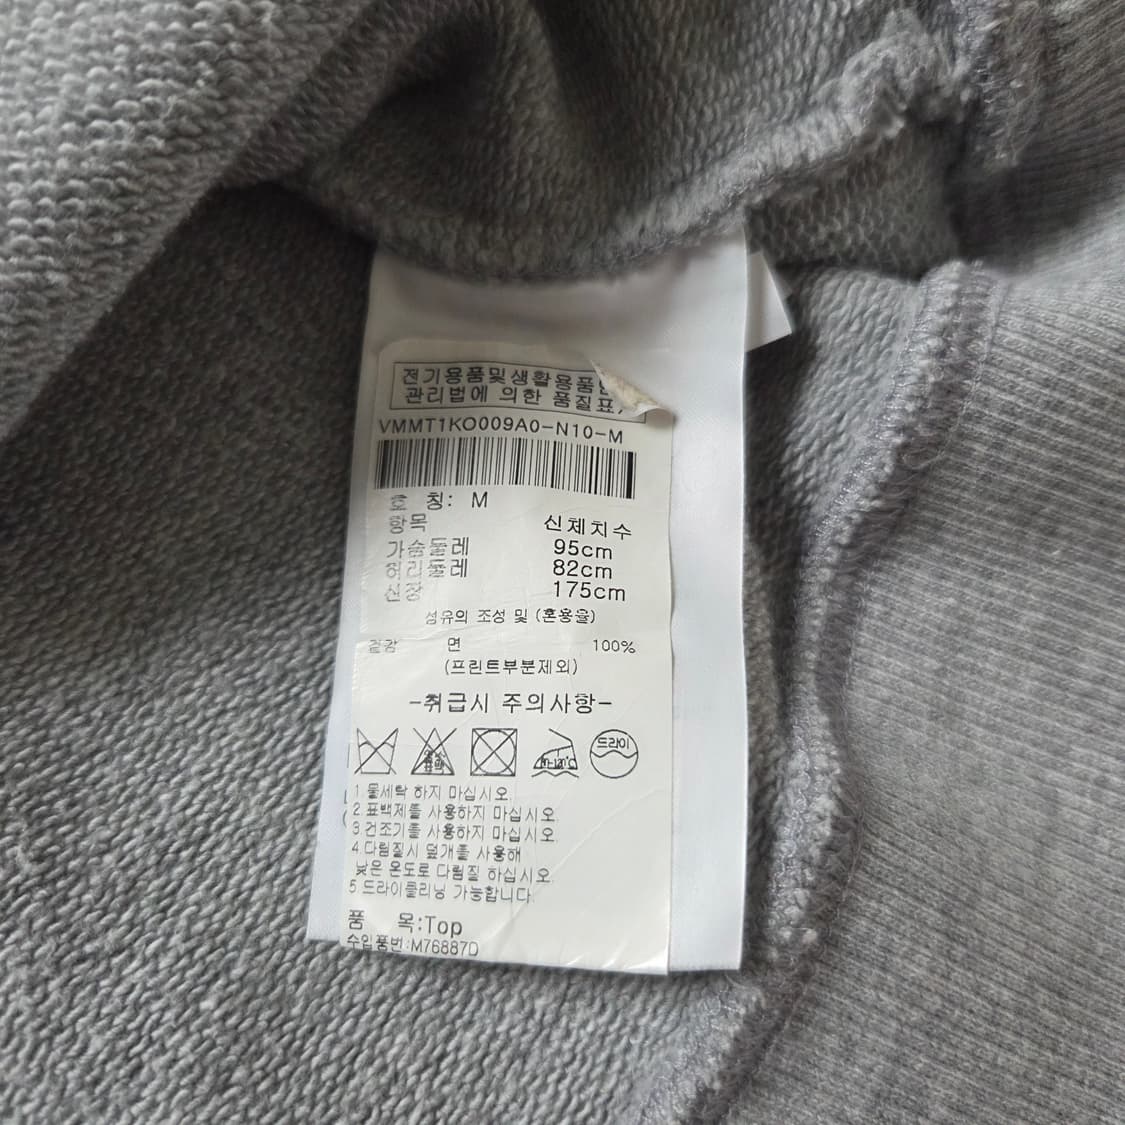 전기용품및생활용품안
관리법에 의한 품질표
VMMT1KO009A0-N10-M
호 칭: M
항목 신체치수
가슴둘레 95cm
허리둘레 82cm
신장 175cm
섬유의 조성 및 (혼용율)
겉감 면 100%
(프린트부분제외)
-취급시 주의사항-
드라이
1.물세탁 하지 마십시오.
2.표백제를 사용하지 마십시오
3.건조기를 사용하지 마십시오
4.다림질시 덮개를 사용해
낮은 온도로 다림질 하십시오.
5 드라이클리닝 가능합니다.
품 목:Top
수입품번:M76887D